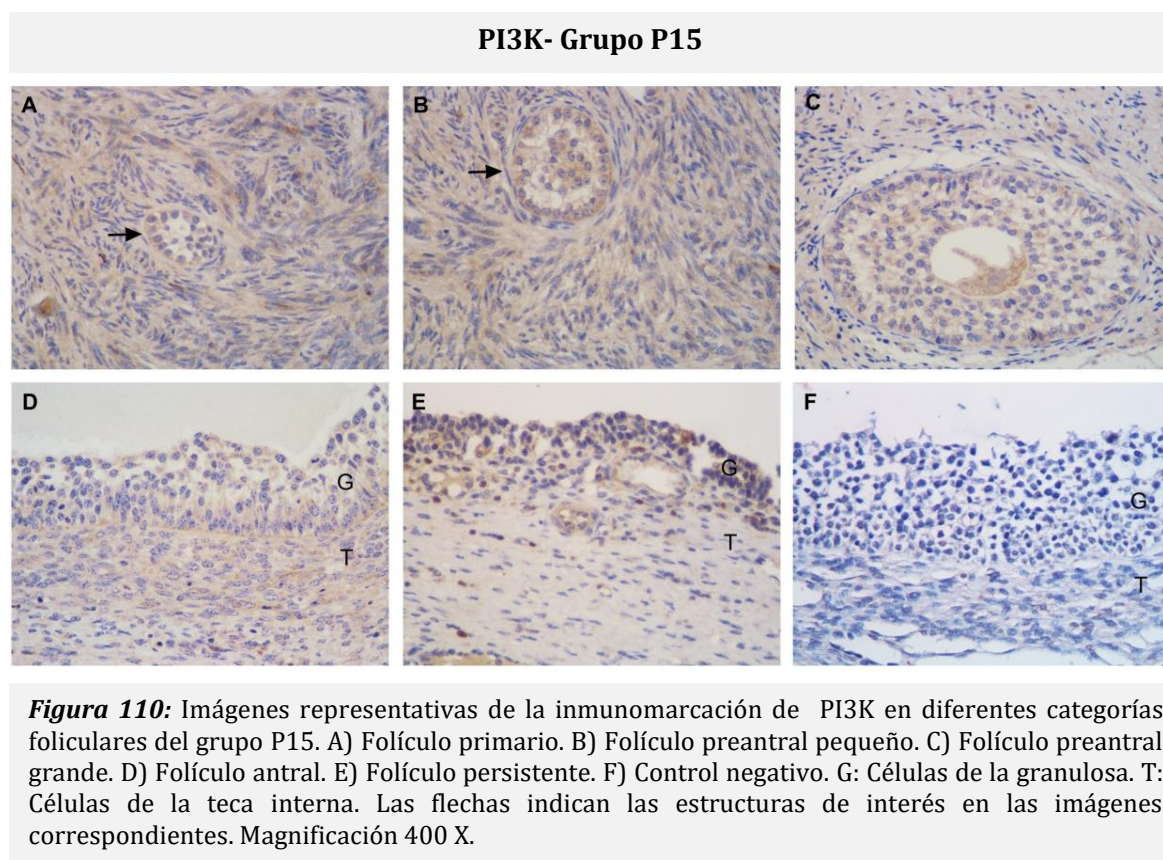 PI3K- Grupo P15
A
B
C
D
G
T
E
G
T
F
G
T
Figura 110: Imágenes representativas de la inmunomarcación de PI3K en diferentes categorías
foliculares del grupo P15. A) Folículo primario. B) Folículo preantral pequeño. C) Folículo preantral
grande. D) Folículo antral. E) Folículo persistente. F) Control negativo. G: Células de la granulosa. T:
Células de la teca interna. Las flechas indican las estructuras de interés en las imágenes
correspondientes. Magnificación 400 X.